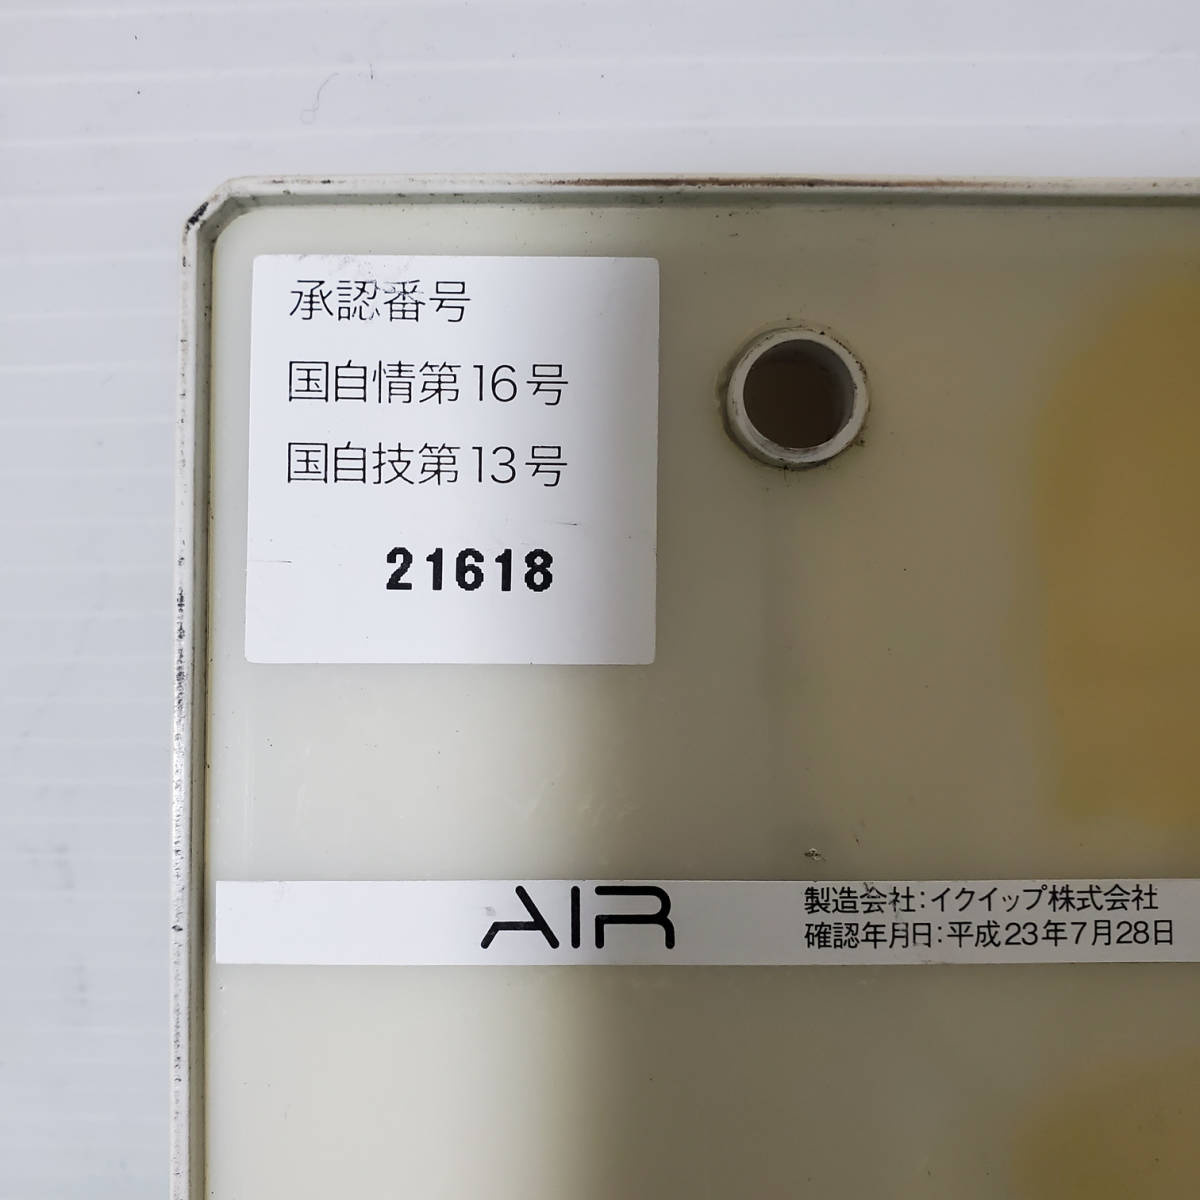 承認番号
国自情第16号
国自技第13号
21618
AIR
製造会社：イクイップ株式会社
確認年月日：平成23年7月28日